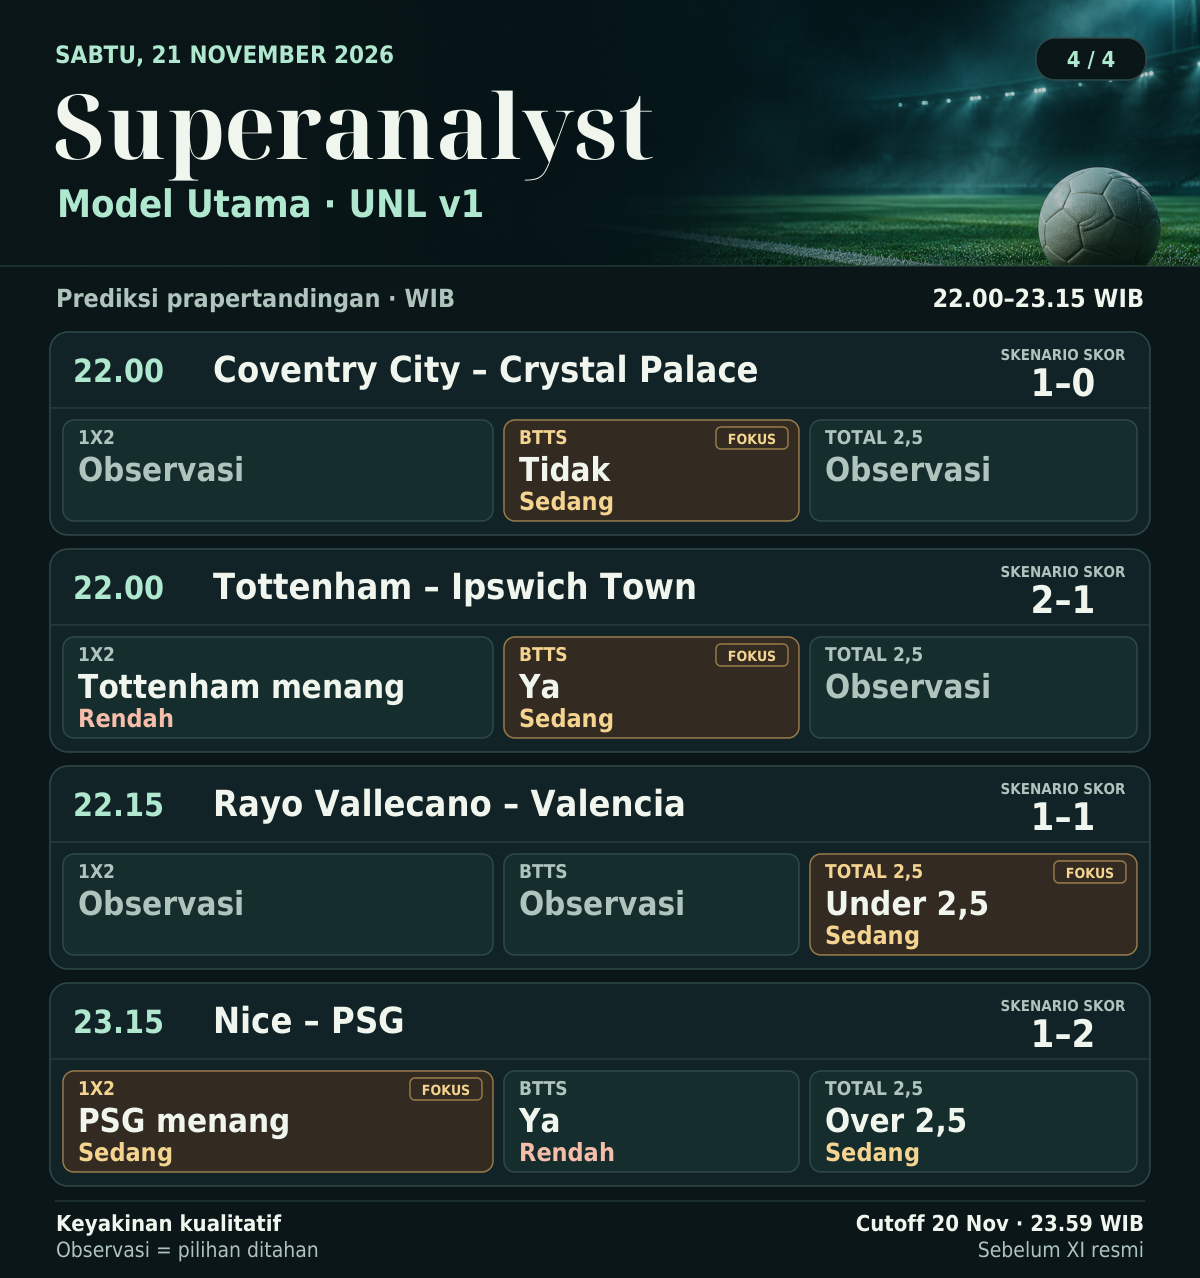 SABTU, 21 NOVEMBER 2026
4 / 4
Superanalyst
Model Utama · UNL v1
Prediksi prapertandingan · WIB
22.00–23.15 WIB
22.00
Coventry City – Crystal Palace
SKENARIO SKOR
1–0
1X2
Observasi
BTTS
FOKUS
Tidak
Sedang
TOTAL 2,5
Observasi
22.00
Tottenham – Ipswich Town
SKENARIO SKOR
2–1
1X2
Tottenham menang
Rendah
BTTS
FOKUS
Ya
Sedang
TOTAL 2,5
Observasi
22.15
Rayo Vallecano – Valencia
SKENARIO SKOR
1–1
1X2
Observasi
BTTS
Observasi
TOTAL 2,5
FOKUS
Under 2,5
Sedang
23.15
Nice – PSG
SKENARIO SKOR
1–2
1X2
FOKUS
PSG menang
Sedang
BTTS
Ya
Rendah
TOTAL 2,5
Over 2,5
Sedang
Keyakinan kualitatif
Observasi = pilihan ditahan
Cutoff 20 Nov · 23.59 WIB
Sebelum XI resmi